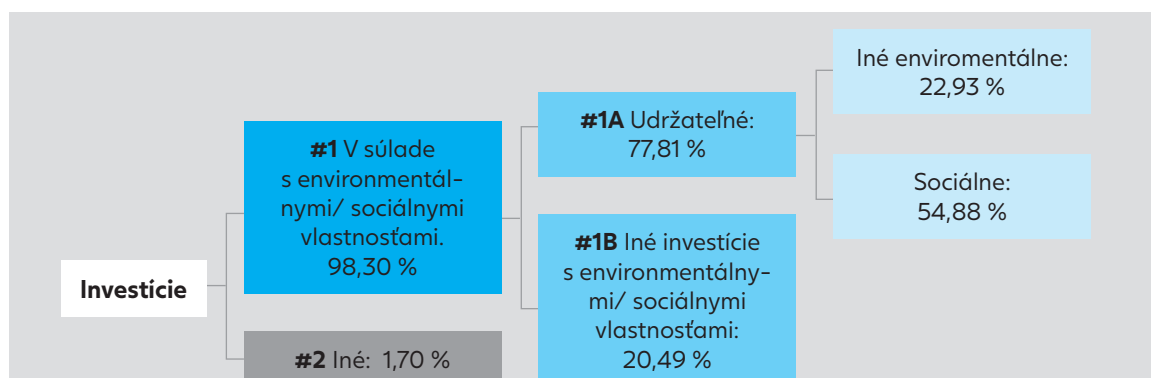 Investície
#1 V súlade
s environmentál-
nymi/ sociálnymi
vlastnosťami.
98,30 %
#2 Iné: 1,70 %
#1A Udržateľné:
77,81 %
#1B Iné investície
s environmentálny-
mi/ sociálnymi
vlastnosťami:
20,49 %
Iné enviromentálne:
22,93 %
Sociálne:
54,88 %